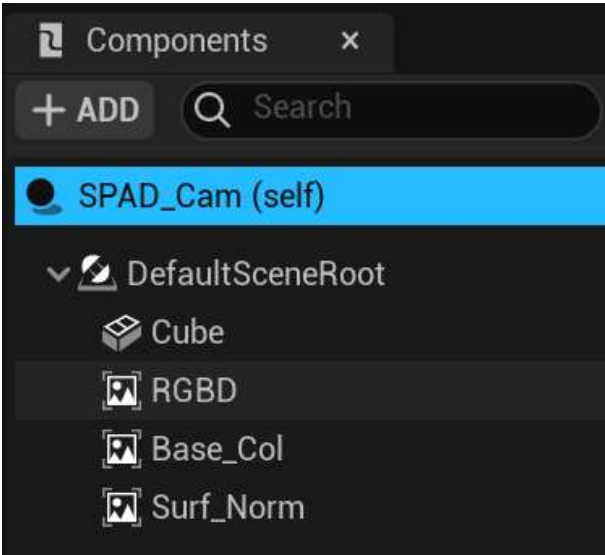 Components
+ ADD
Search
SPAD_Cam (self)
DefaultSceneRoot
Cube
RGBD
Base_Col
Surf_Norm